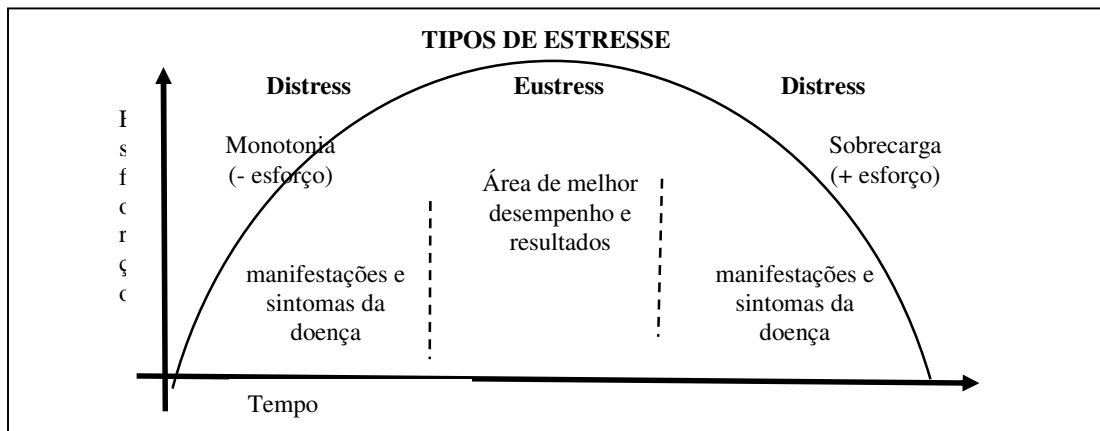 TIPOS DE ESTRESSE
Distress
Eustress
Distress
Esforço
Monotonia
(- esforço)
Área de melhor
desempenho e
resultados
Sobrecarga
(+ esforço)
manifestações e
sintomas da
doença
manifestações e
sintomas da
doença
Tempo